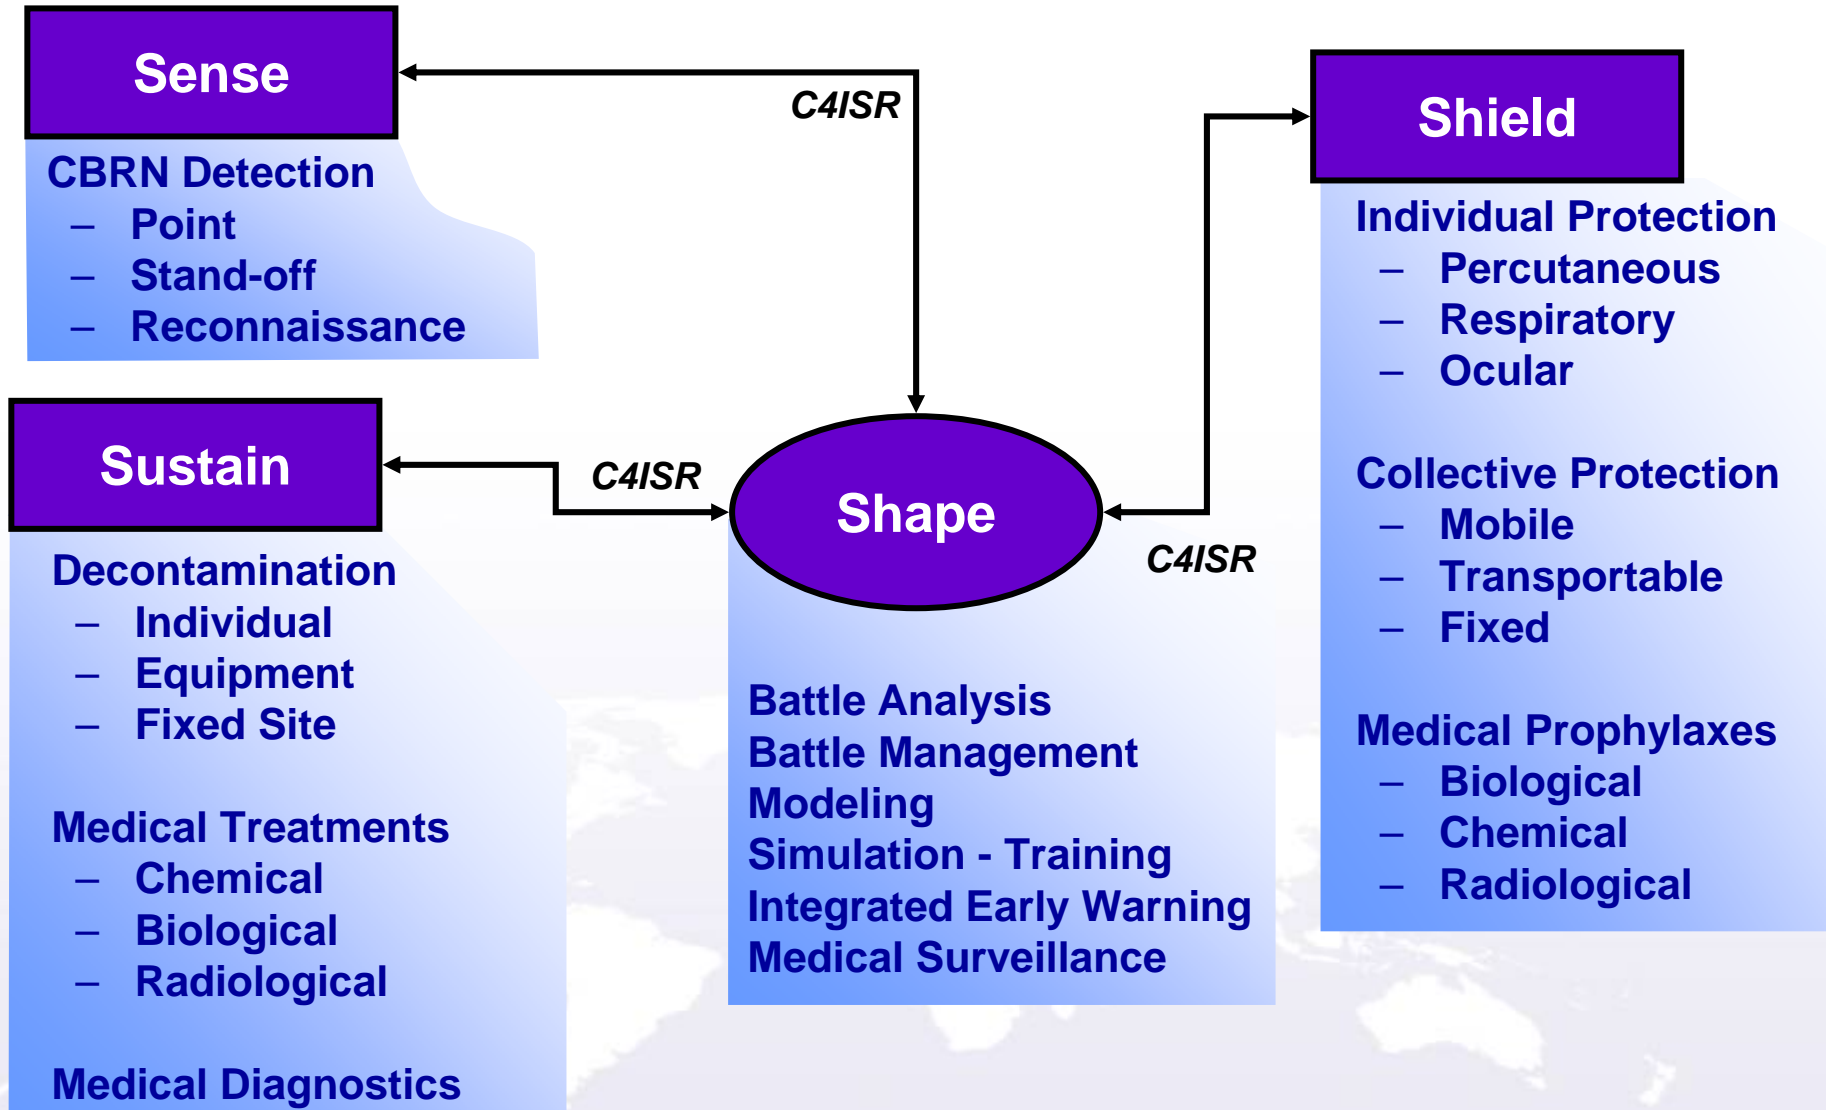 Sense
C4ISR
CBRN Detection
– Point
– Stand-off
– Reconnaissance
Sustain
C4ISR
Decontamination
– Individual
– Equipment
– Fixed Site
Medical Treatments
– Chemical
– Biological
– Radiological
Medical Diagnostics
Shape
C4ISR
Battle Analysis
Battle Management
Modeling
Simulation - Training
Integrated Early Warning
Medical Surveillance
Shield
Individual Protection
– Percutaneous
– Respiratory
– Ocular
Collective Protection
– Mobile
– Transportable
– Fixed
Medical Prophylaxes
– Biological
– Chemical
– Radiological